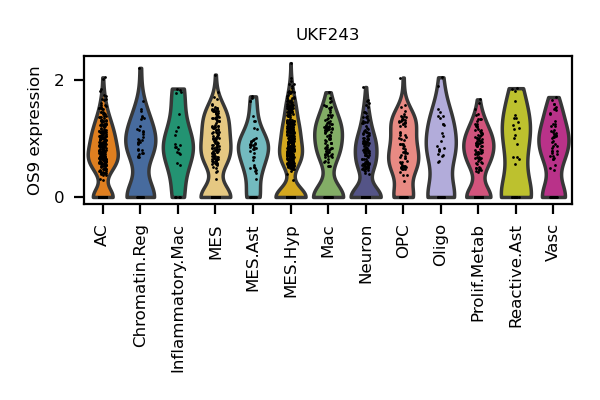 UKF243
OS9 expression
2
0
AC
Chromatin.Reg
Inflammatory.Mac
MES
MES.Ast
MES.Hyp
Mac
Neuron
OPC
Oligo
Prolif.Metab
Reactive.Ast
Vasc